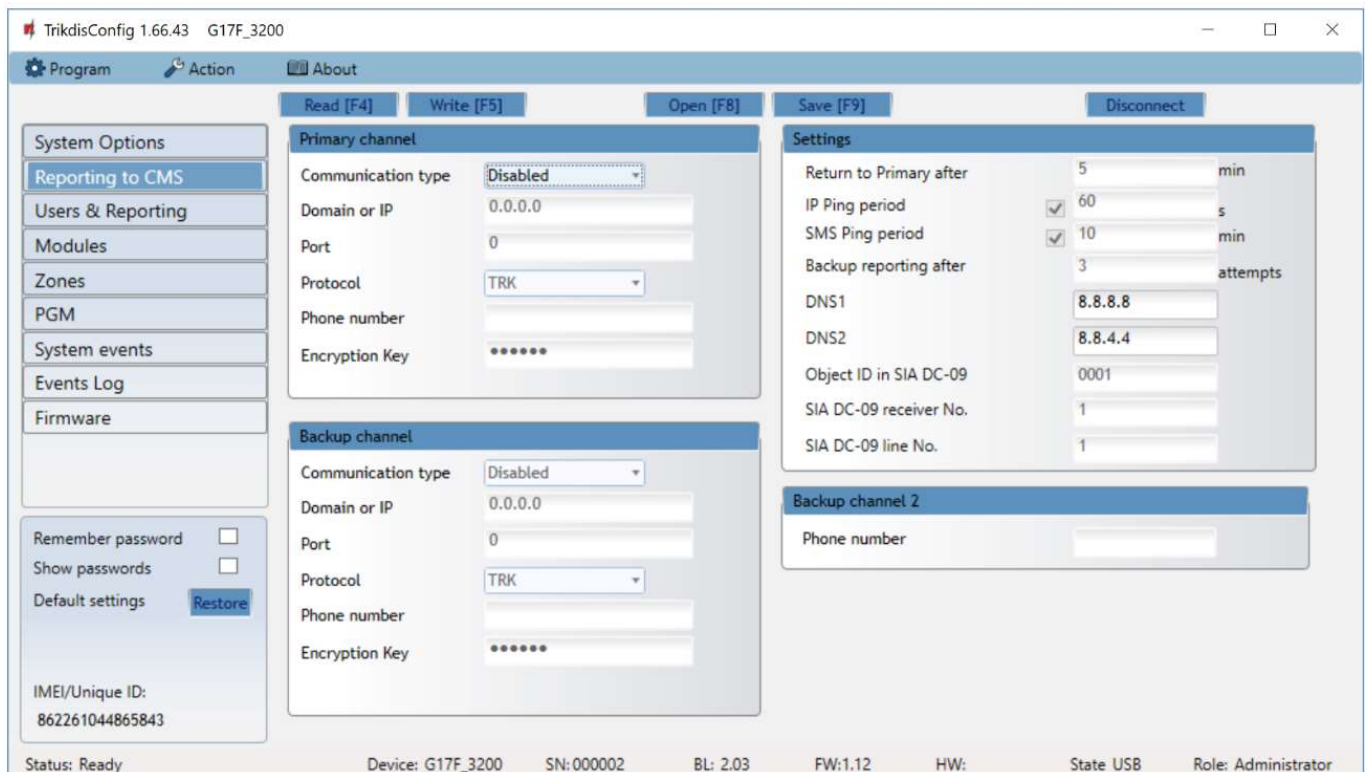 TrikdisConfig 1.66.43 G17F_3200
Program Action About
Read [F4] Write [F5] Open [F8] Save [F9] Disconnect
System Options
Reporting to CMS
Users & Reporting
Modules
Zones
PGM
System events
Events Log
Firmware
Remember password
Show passwords
Default settings Restore
IMEI/Unique ID:
862261044865843
Primary channel
Communication type Disabled
Domain or IP 0.0.0.0
Port 0
Protocol TRK
Phone number
Encryption Key ●●●●●●
Backup channel
Communication type Disabled
Domain or IP 0.0.0.0
Port 0
Protocol TRK
Phone number
Encryption Key ●●●●●●
Settings
Return to Primary after 5 min
IP Ping period 60 s
SMS Ping period 10 min
Backup reporting after 3 attempts
DNS1 8.8.8.8
DNS2 8.8.4.4
Object ID in SIA DC-09 0001
SIA DC-09 receiver No. 1
SIA DC-09 line No. 1
Backup channel 2
Phone number
Status: Ready Device: G17F_3200 SN:000002 BL: 2.03 FW:1.12 HW: State USB Role: Administrator